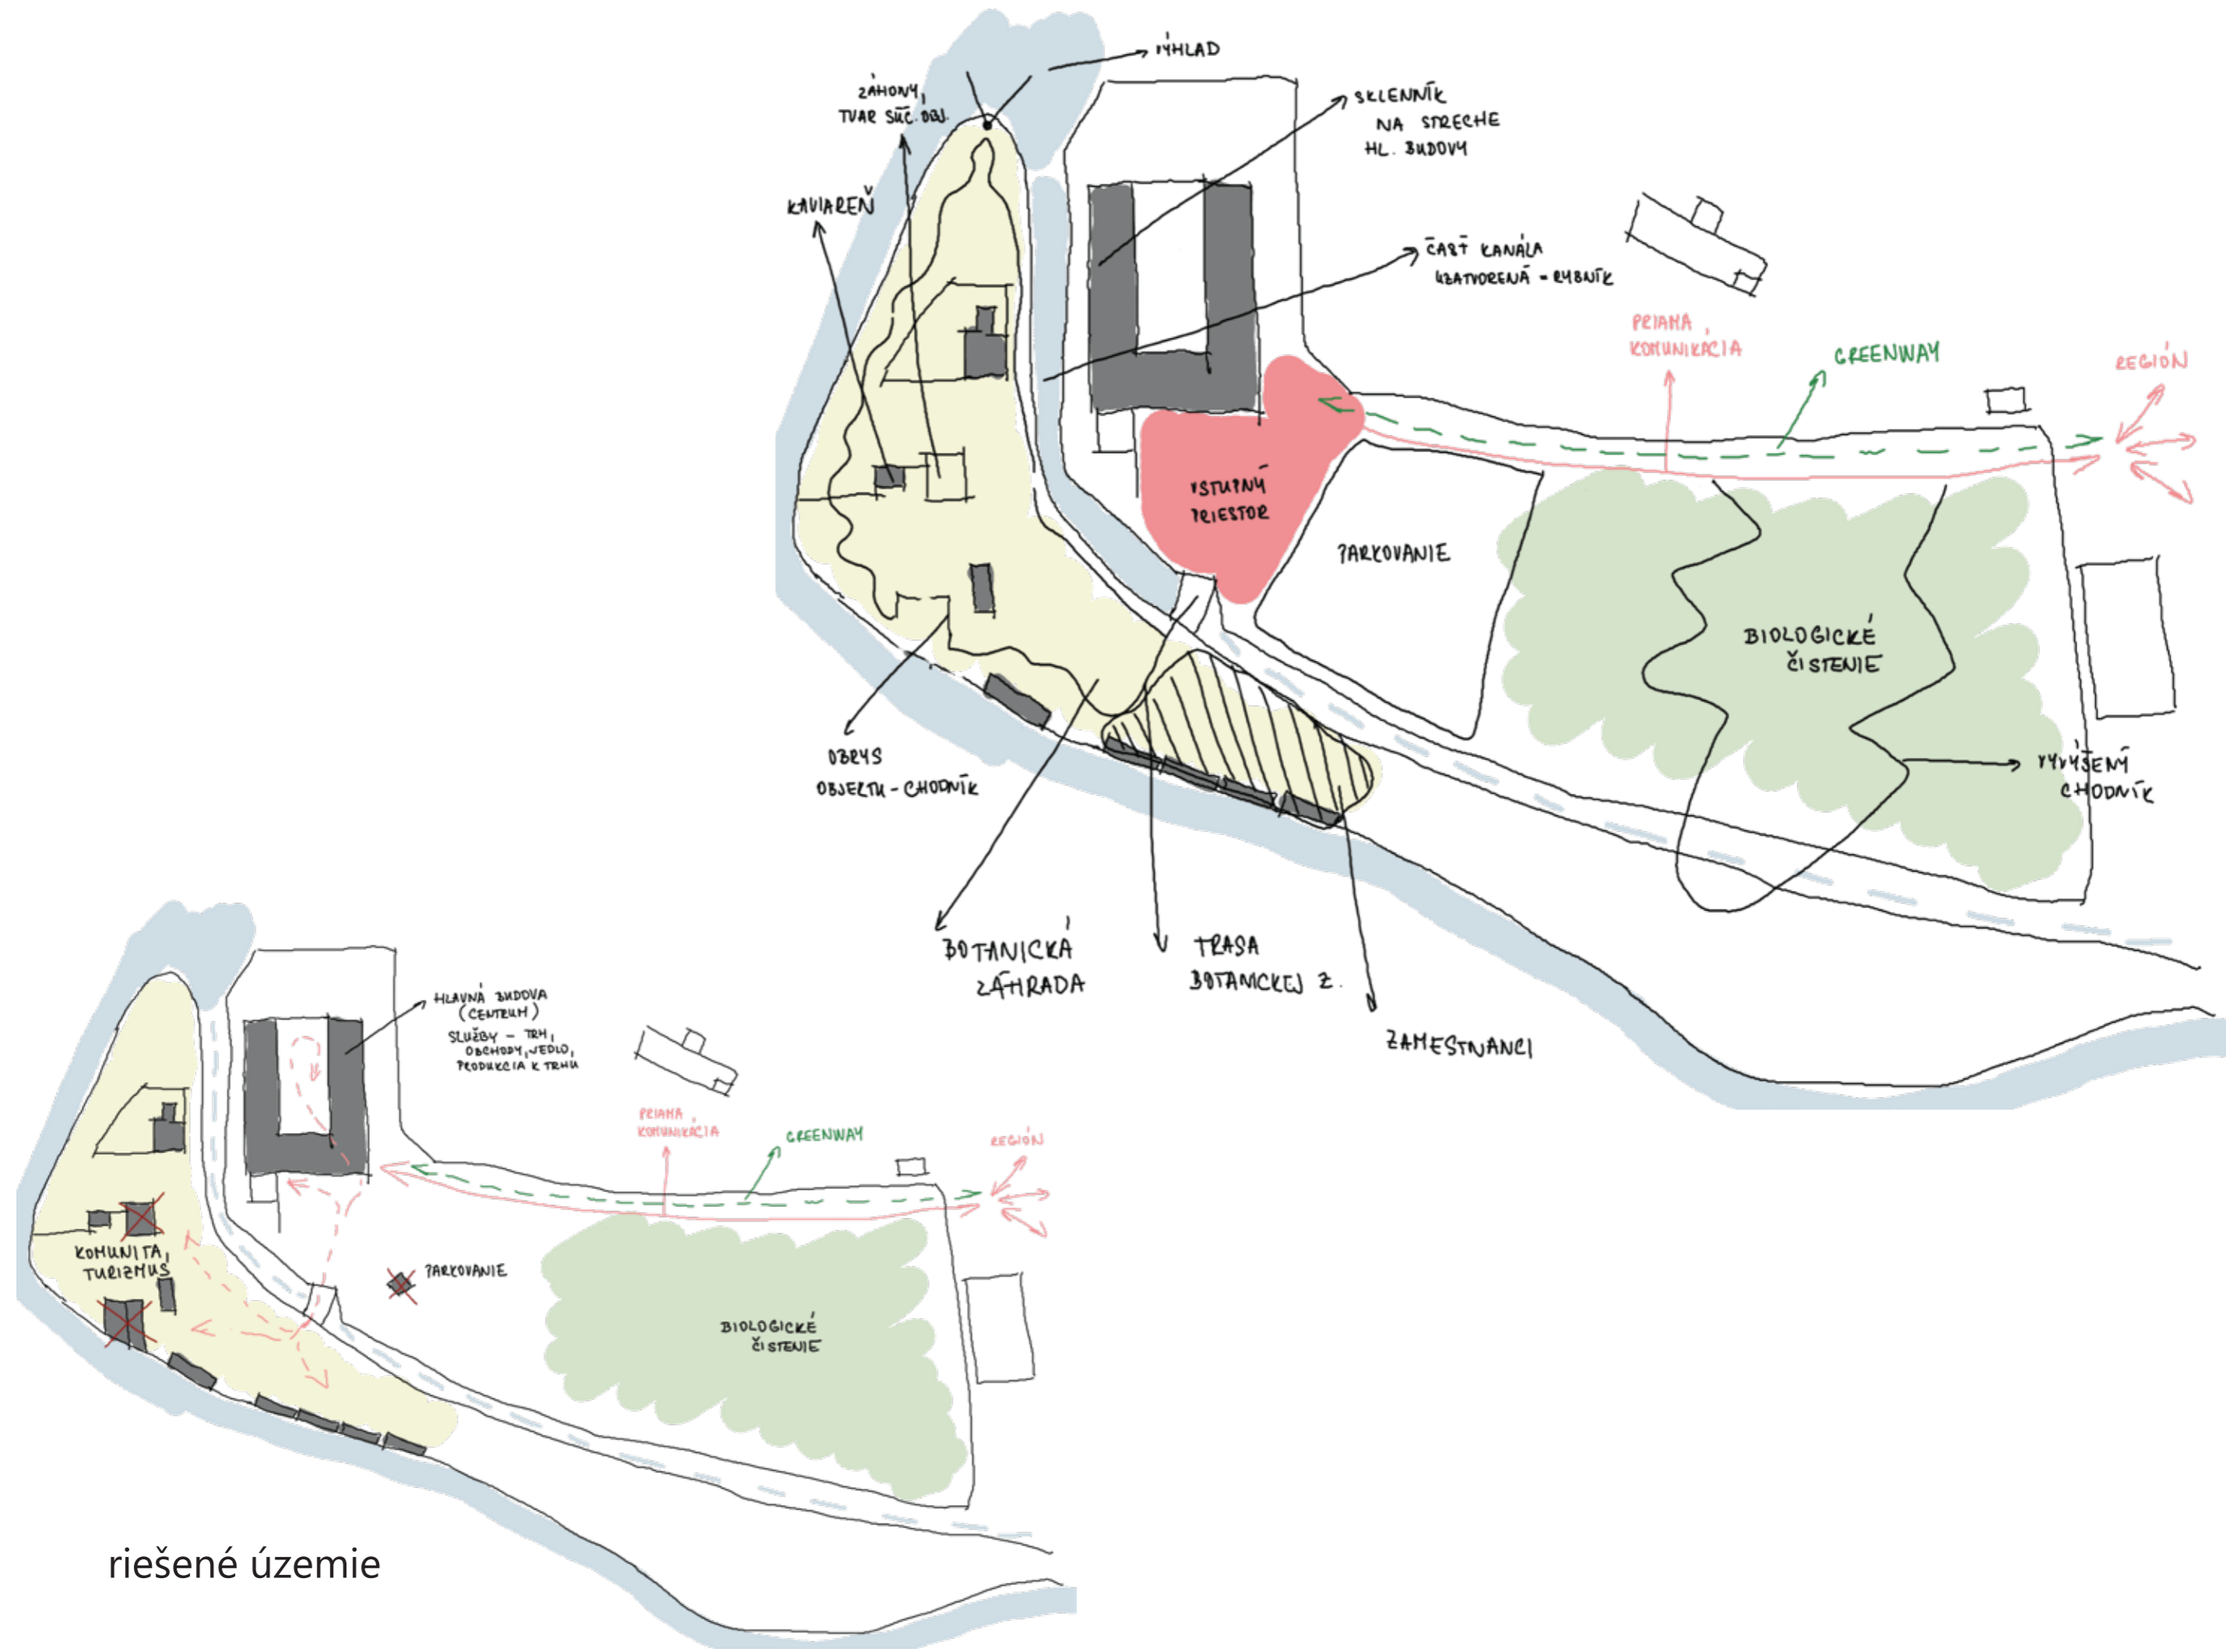 VÝHLAD
ZÁHONY,
TVAR SÚČ. OBJ.
SKLENNÍK
NA STRECHE
HL. BUDOVY
KAVIAREŇ
ČASŤ KANÁLA
UZATVORENÁ = RYBNÍK
PRIAMA
KOMUNIKÁCIA
GREENWAY
REGIÓN
VSTUPNÝ
PRIESTOR
PARKOVANIE
BIOLOGICKÉ
ČISTENIE
OBRYS
OBJEKTU - CHODNÍK
VYVÝŠENÝ
CHODNÍK
BOTANICKÁ
ZÁHRADA
TRASA
BOTANICKEJ Z.
ZAMESTNANCI
HLAVNÁ BUDOVA
(CENTRUM)
SLUŽBY - TRH,
OBCHODY, JEDLO,
PRODUKCIA K TRHU
PRIAMA
KOMUNIKÁCIA
GREENWAY
REGIÓN
KOMUNITA,
TURIZMUS
PARKOVANIE
BIOLOGICKÉ
ČISTENIE
riešené územie